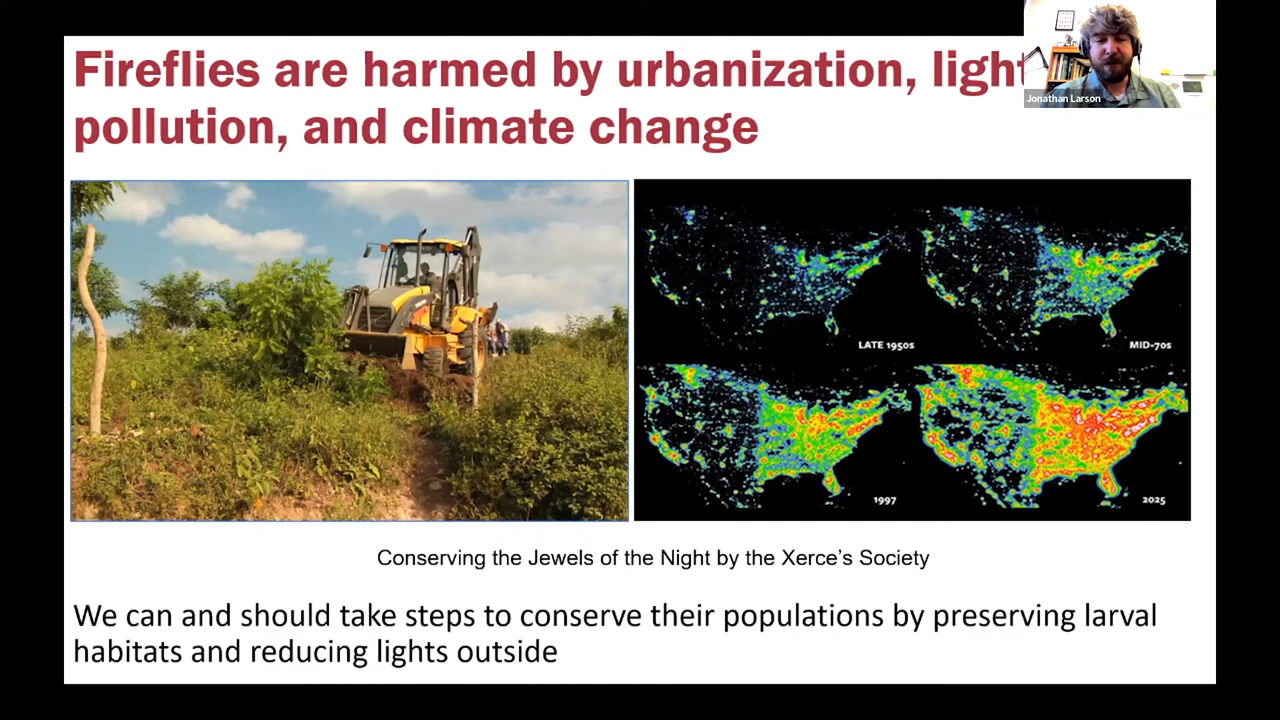 Fireflies are harmed by urbanization, light
pollution, and climate change
Jonathan Larson
LATE 1950s
MID-70s
1997
2025
Conserving the Jewels of the Night by the Xerce’s Society
We can and should take steps to conserve their populations by preserving larval
habitats and reducing lights outside